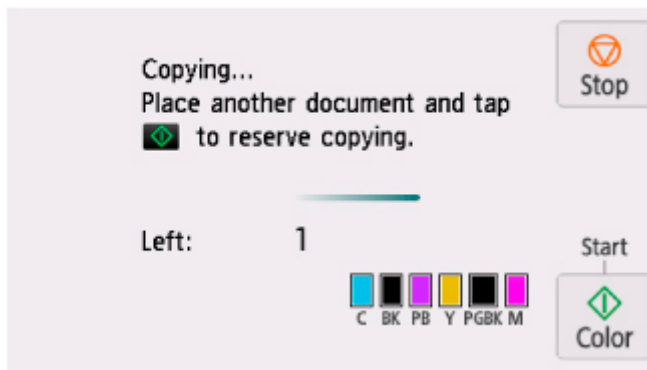 Copying...
Place another document and tap
to reserve copying.
Stop
Left: 1
C BK PB Y PGBK M
Start
Color